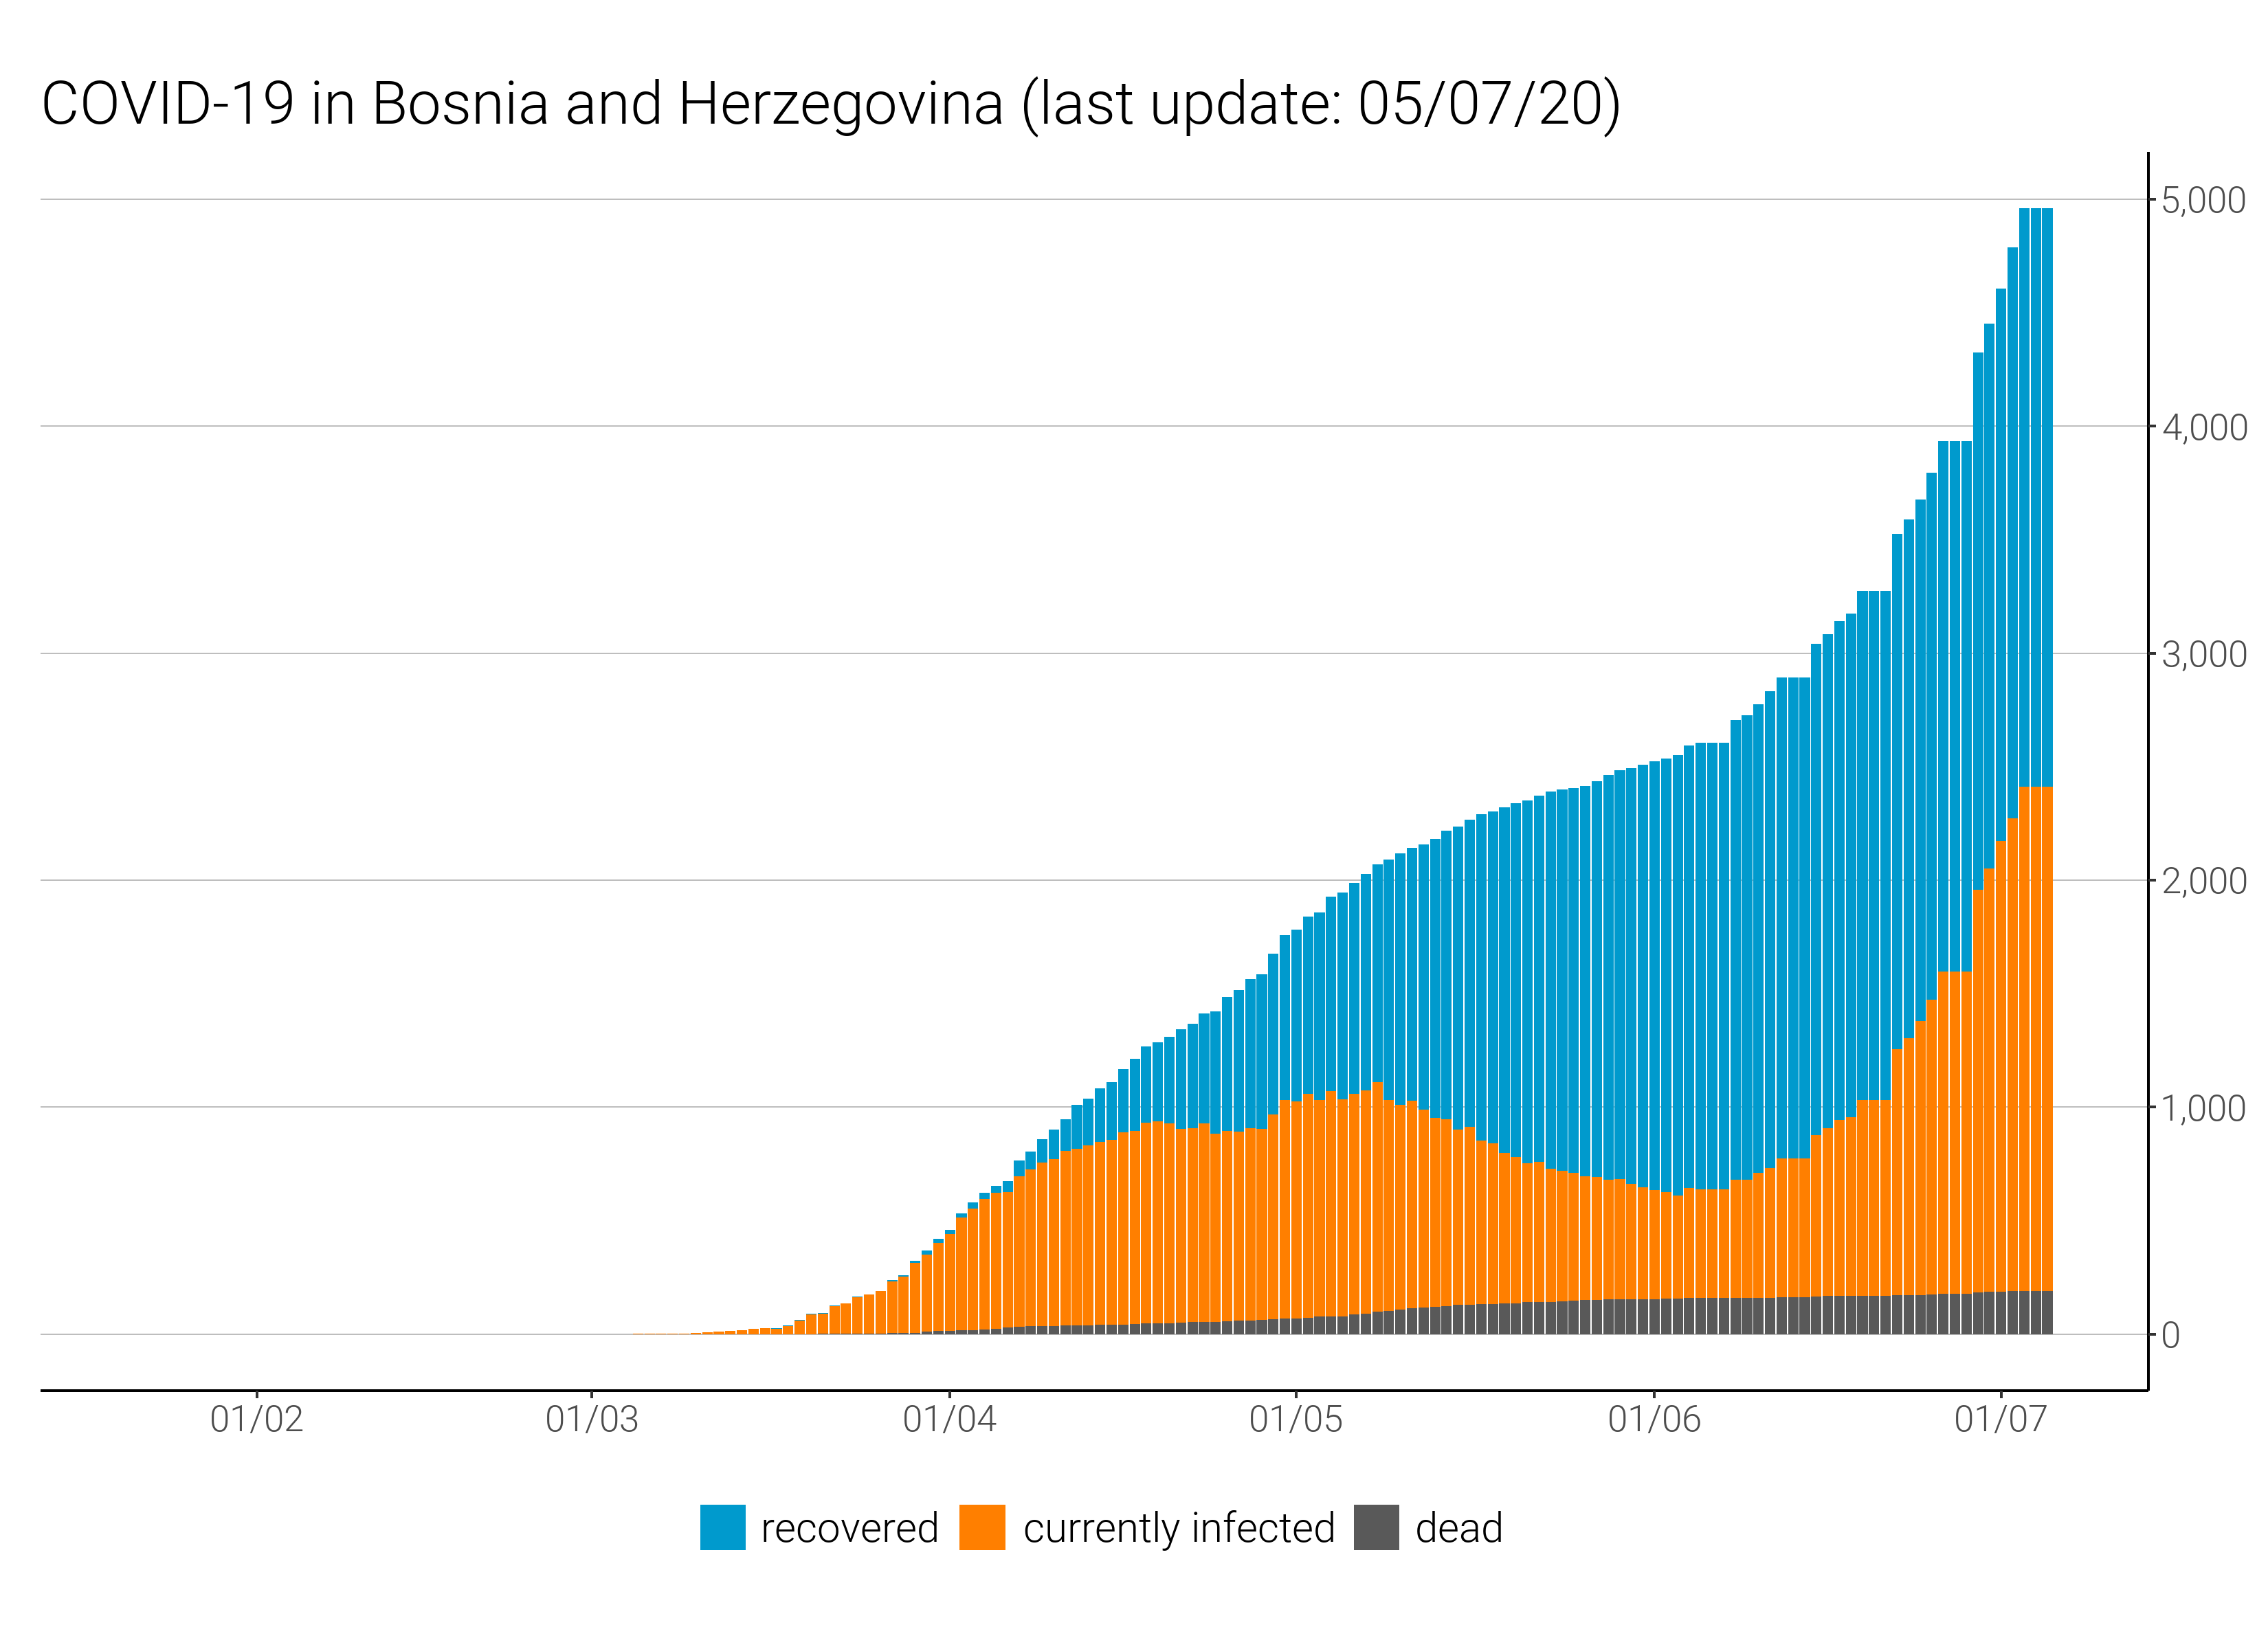 COVID-19 in Bosnia and Herzegovina (last update: 05/07/20)
5,000
4,000
3,000
2,000
1,000
0
01/02 01/03 01/04 01/05 01/06 01/07
recovered currently infected dead